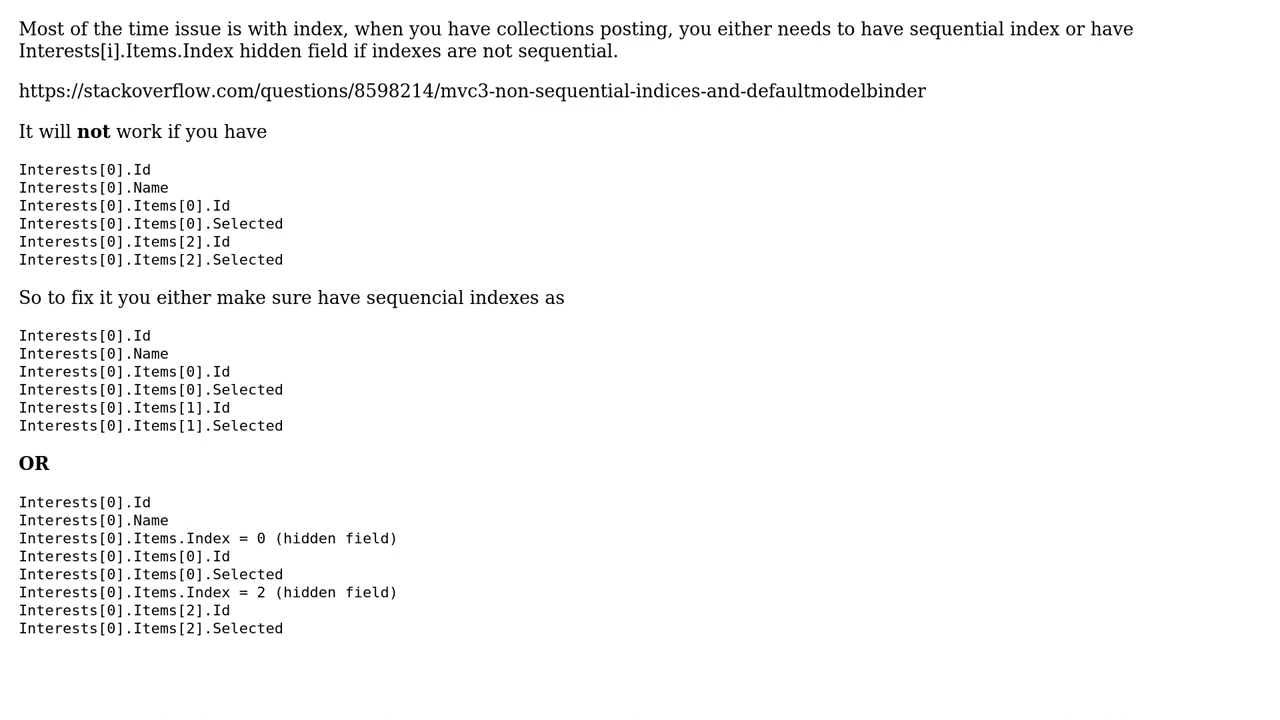 Most of the time issue is with index, when you have collections posting, you either needs to have sequential index or have
Interests[i].Items.Index hidden field if indexes are not sequential.
https://stackoverflow.com/questions/8598214/mvc3-non-sequential-indices-and-defaultmodelbinder
It will not work if you have
Interests[0].Id
Interests[0].Name
Interests[0].Items[0].Id
Interests[0].Items[0].Selected
Interests[0].Items[2].Id
Interests[0].Items[2].Selected
So to fix it you either make sure have sequencial indexes as
Interests[0].Id
Interests[0].Name
Interests[0].Items[0].Id
Interests[0].Items[0].Selected
Interests[0].Items[1].Id
Interests[0].Items[1].Selected
OR
Interests[0].Id
Interests[0].Name
Interests[0].Items.Index = 0 (hidden field)
Interests[0].Items[0].Id
Interests[0].Items[0].Selected
Interests[0].Items.Index = 2 (hidden field)
Interests[0].Items[2].Id
Interests[0].Items[2].Selected